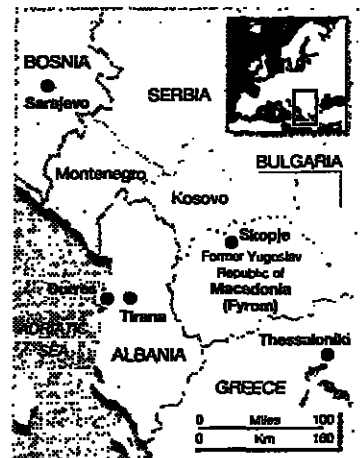 BOSNIA
Sarajevo
SERBIA
BULGARIA
Montenegro
Kosovo
Skopje
Former Yugoslav
Republic of
Macedonia
(Fyrom)
Durres
Tirana
ADRIATIC
SEA
ALBANIA
Thessaloniki
GREECE
0 Miles 100
0 Km 160